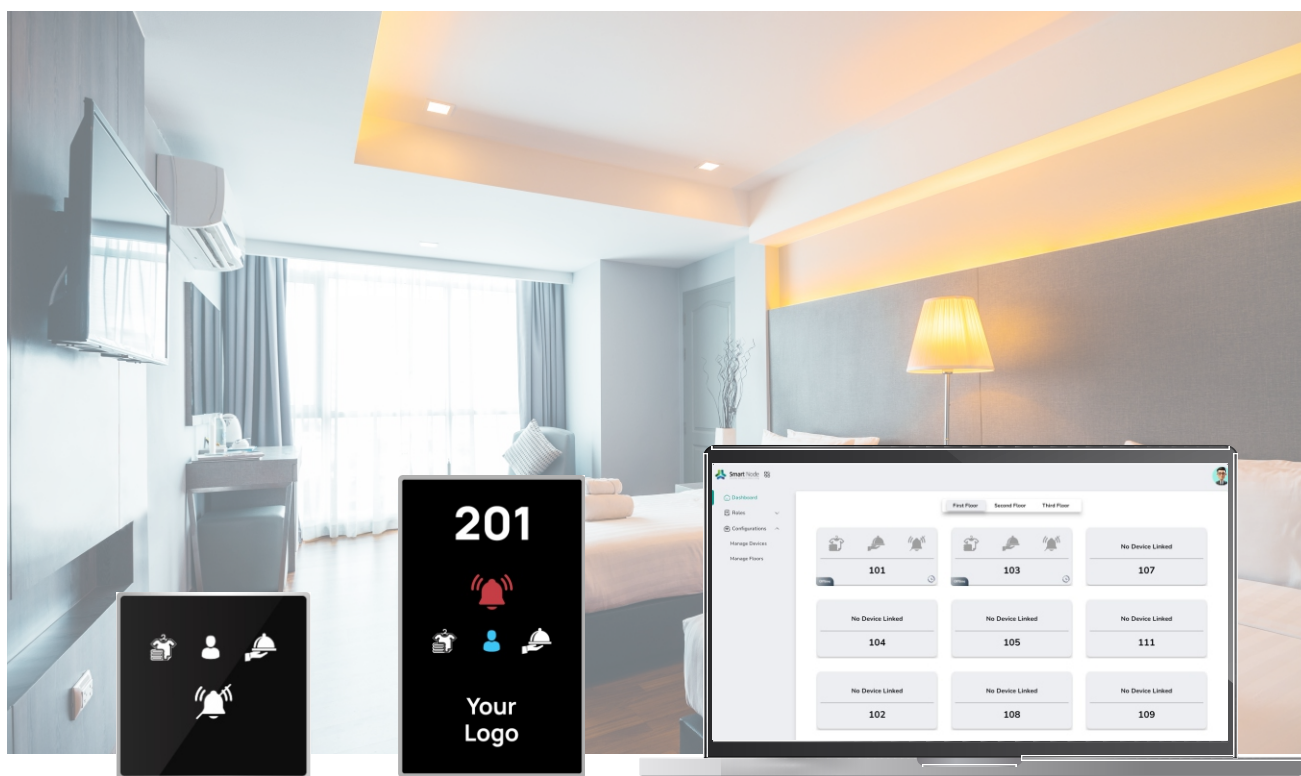 201
Your
Logo
Smart Node
Dashboard
Roles
Configurations
Manage Devices
Manage Floors
First Floor Second Floor Third Floor
101
103
No Device Linked
107
No Device Linked
104
No Device Linked
105
No Device Linked
111
No Device Linked
102
No Device Linked
108
No Device Linked
109